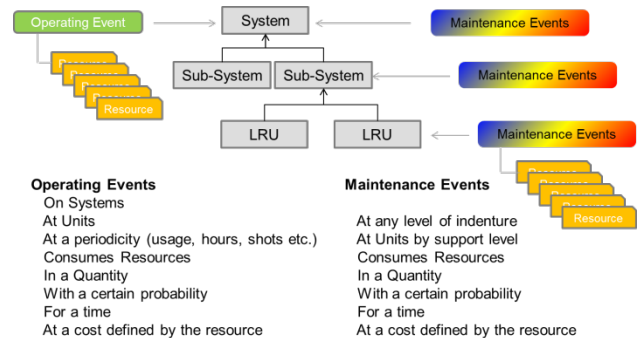 Operating Event
System
Maintenance Events
Resource
Sub-System
Sub-System
Maintenance Events
LRU
LRU
Maintenance Events
Resource
Operating Events
On Systems
At Units
At a periodicity (usage, hours, shots etc.)
Consumes Resources
In a Quantity
With a certain probability
For a time
At a cost defined by the resource
Maintenance Events
At any level of indenture
At Units by support level
Consumes Resources
In a Quantity
With a certain probability
For a time
At a cost defined by the resource